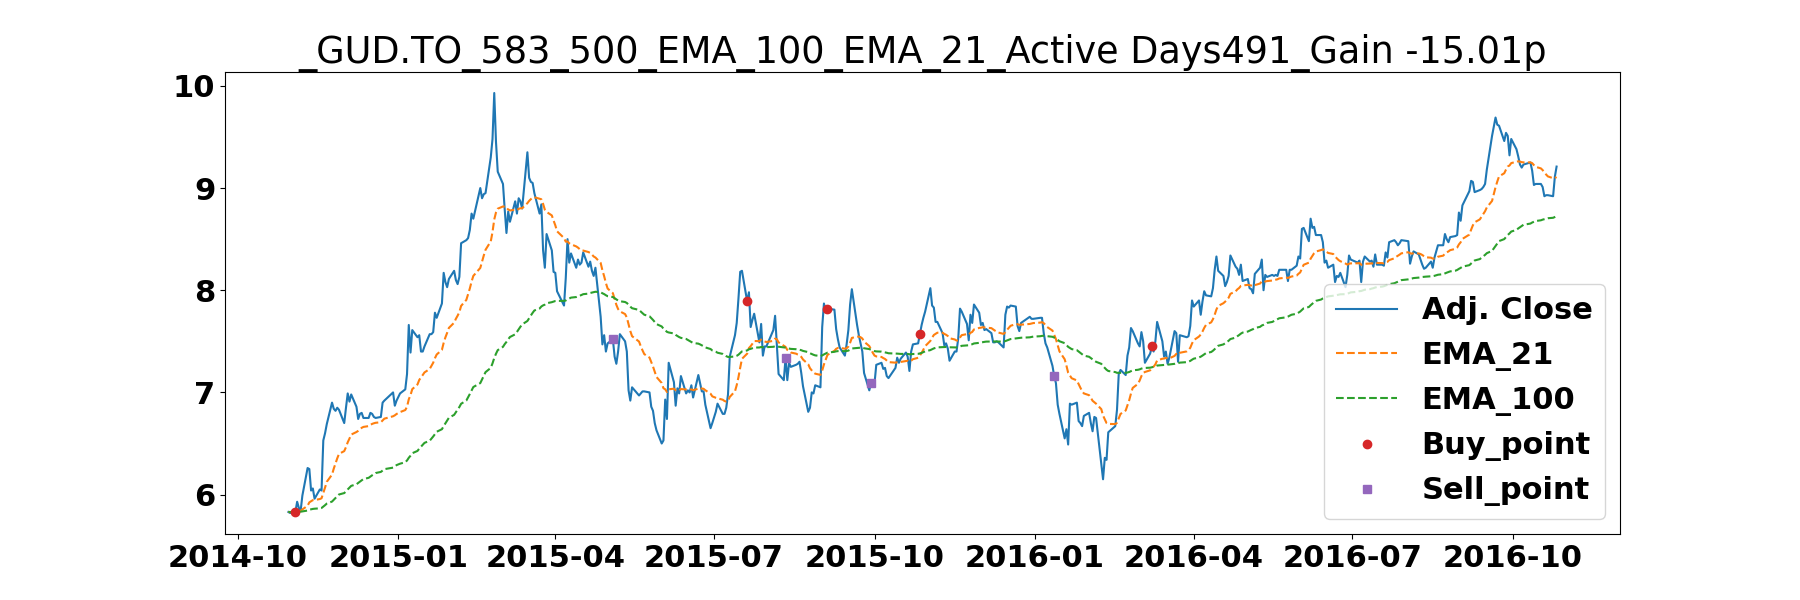 _GUD.TO_583_500_EMA_100_EMA_21_Active Days491_Gain -15.01p
10
9
8
7
6
2014-10 2015-01 2015-04 2015-07 2015-10 2016-01 2016-04 2016-07 2016-10
Adj. Close
EMA_21
EMA_100
Buy_point
Sell_point